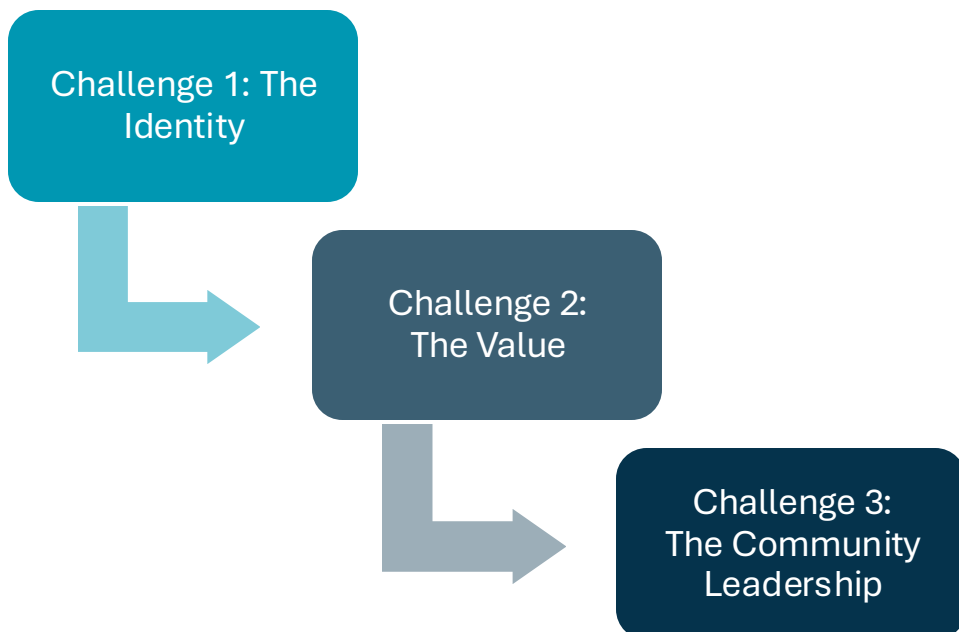 Challenge 1: The
Identity
Challenge 2:
The Value
Challenge 3:
The Community
Leadership